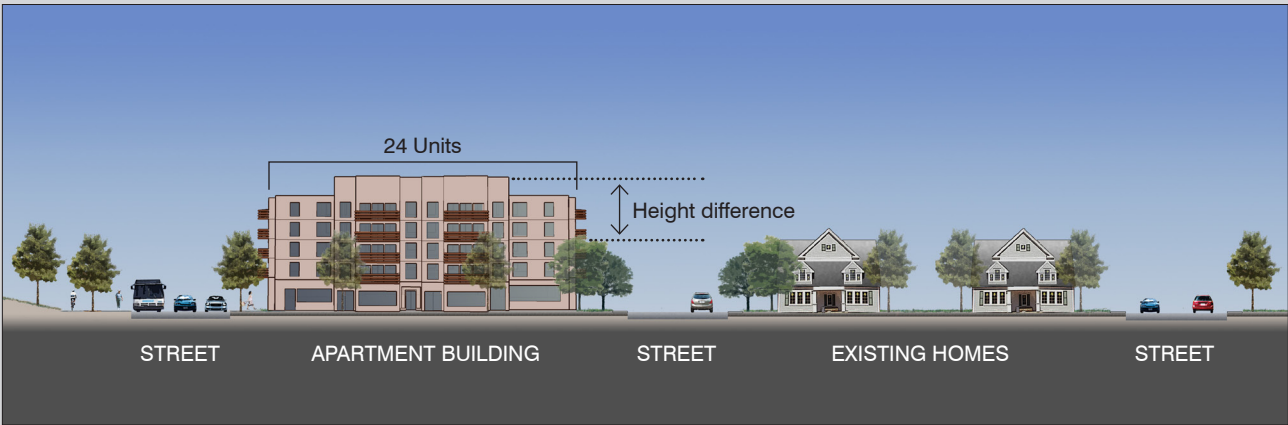 24 Units
Height difference
STREET
APARTMENT BUILDING
STREET
EXISTING HOMES
STREET